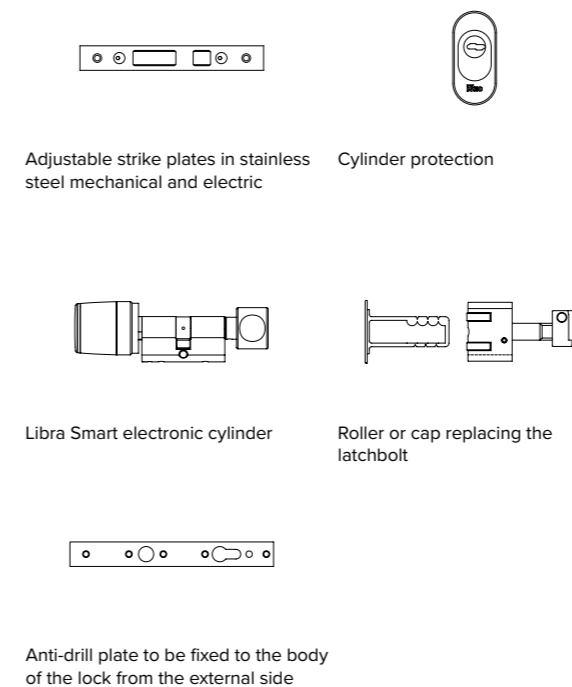 Adjustable strike plates in stainless
steel mechanical and electric
Cylinder protection
Libra Smart electronic cylinder
Roller or cap replacing the
latchbolt
Anti-drill plate to be fixed to the body
of the lock from the external side